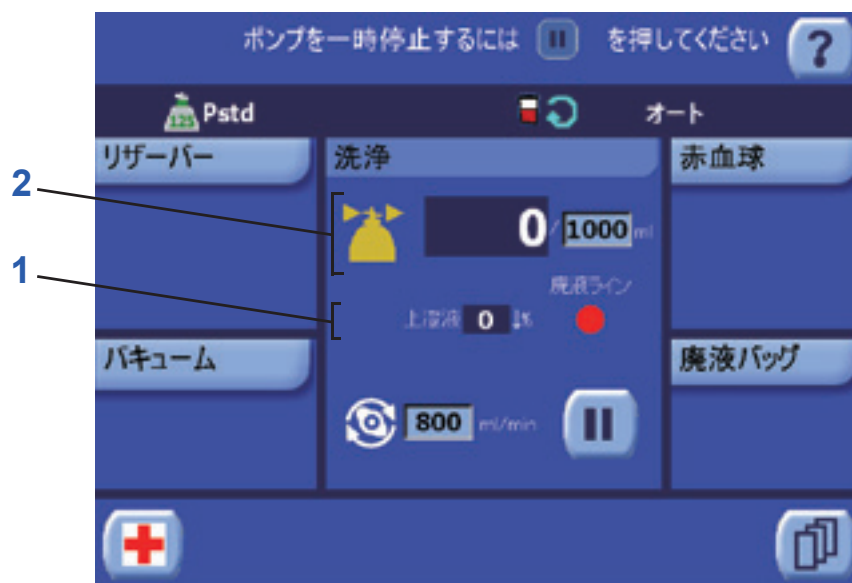 ポンプを一時停止するには を押してください ?
125 Pstd オート
リザーバー
洗浄
赤血球
2
0/1000 ml
廃液ライン
1
上澄液 0 %
バキューム
廃液バッグ
800 ml/min